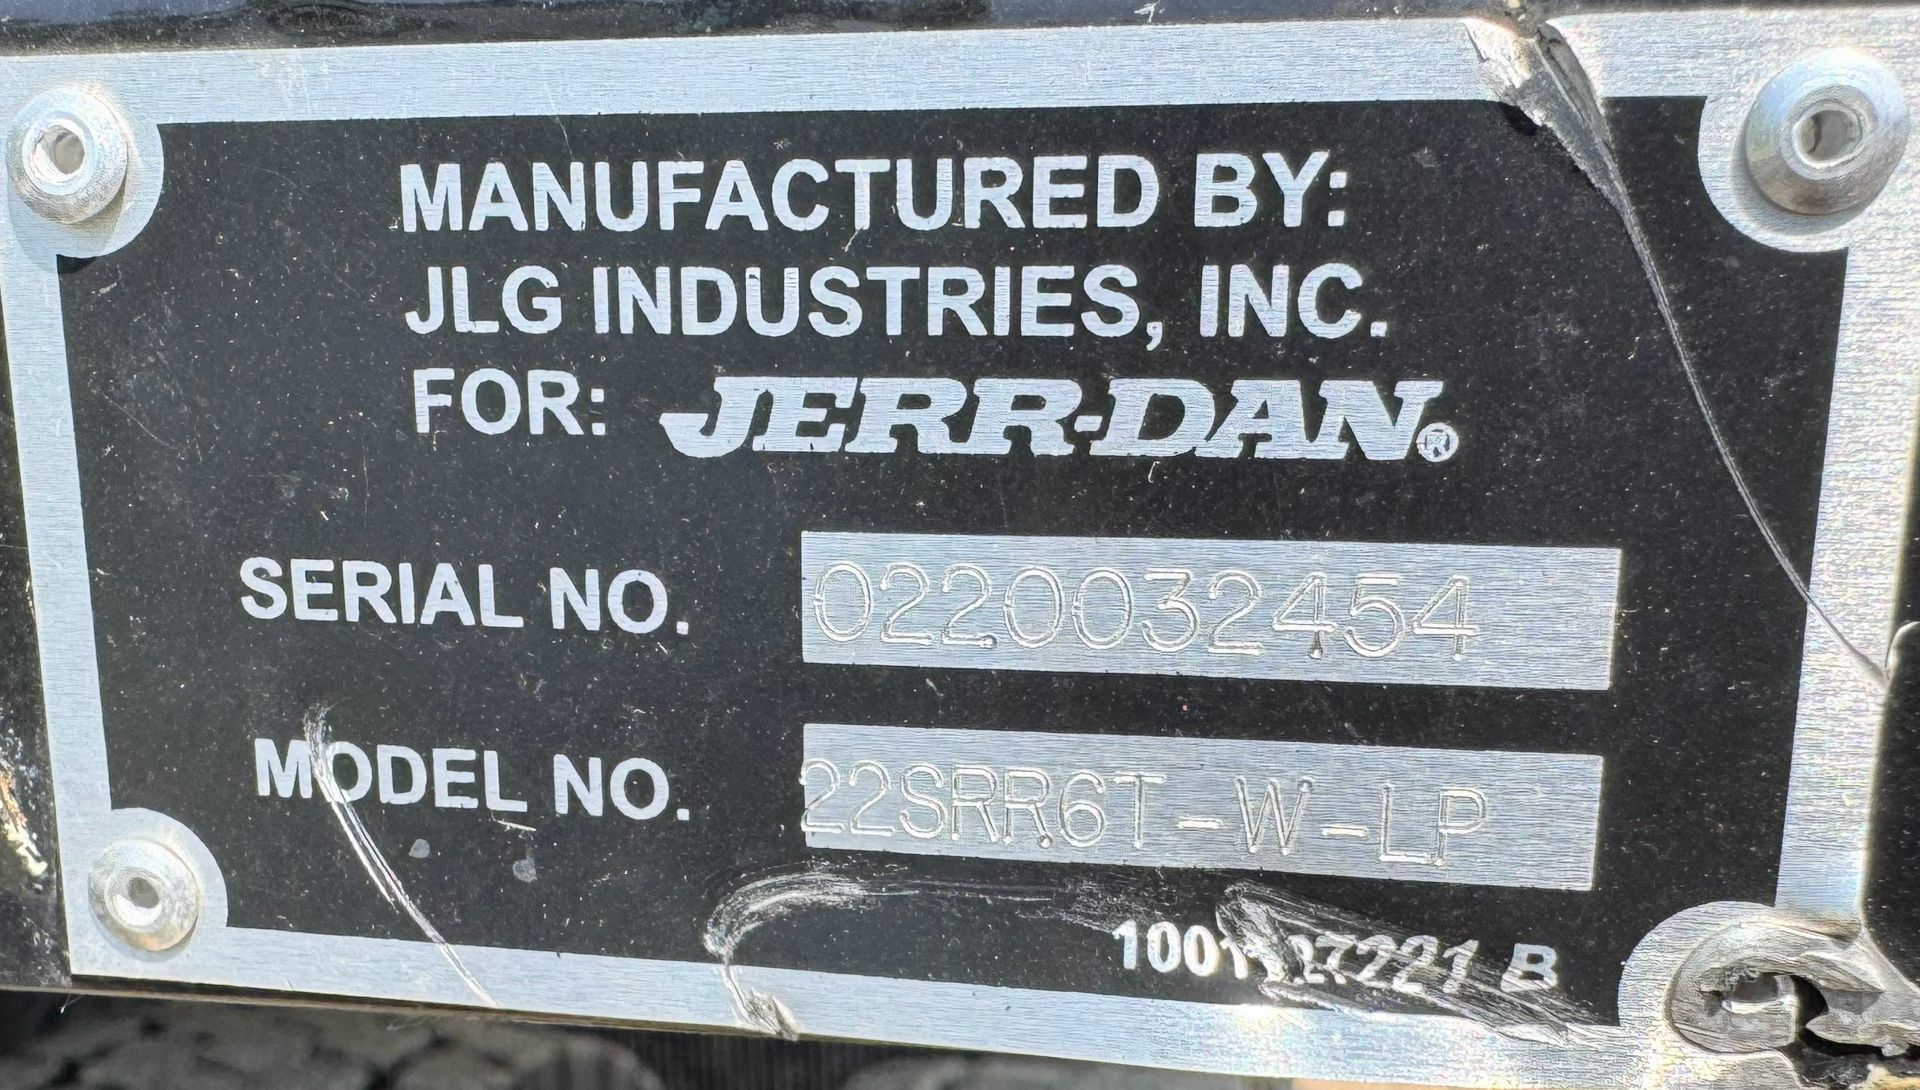 MANUFACTURED BY:
JLG INDUSTRIES, INC.
FOR: JERR-DAN®
SERIAL NO. 0220032454
MODEL NO. 22SRR6T-W-LP
B